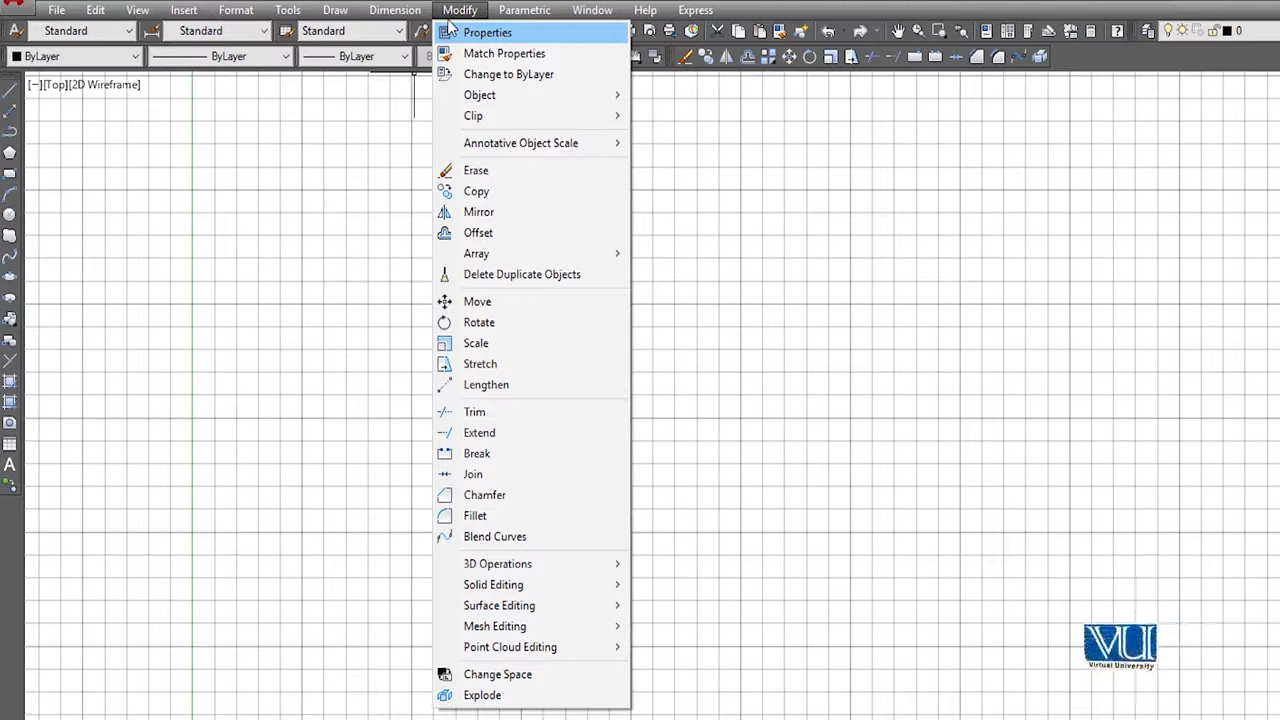 File Edit View Insert Format Tools Draw Dimension Modify Parametric Window Help Express
Standard Standard Standard 0
ByLayer ByLayer ByLayer
[−][Top][2D Wireframe]
Properties
Match Properties
Change to ByLayer
Object
Clip
Annotative Object Scale
Erase
Copy
Mirror
Offset
Array
Delete Duplicate Objects
Move
Rotate
Scale
Stretch
Lengthen
Trim
Extend
Break
Join
Chamfer
Fillet
Blend Curves
3D Operations
Solid Editing
Surface Editing
Mesh Editing
Point Cloud Editing
Change Space
Explode
VU
Virtual University